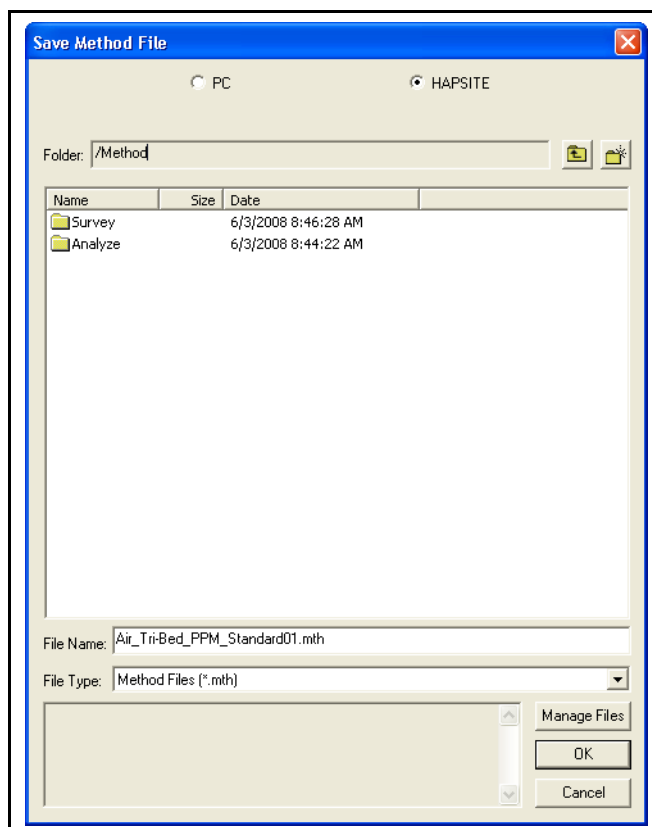 Save Method File
PC HAPSITE
Folder: /Method
Name Size Date
Survey 6/3/2008 8:46:28 AM
Analyze 6/3/2008 8:44:22 AM
File Name: Air_Tri-Bed_PPM_Standard01.mth
File Type: Method Files (*.mth)
Manage Files
OK
Cancel